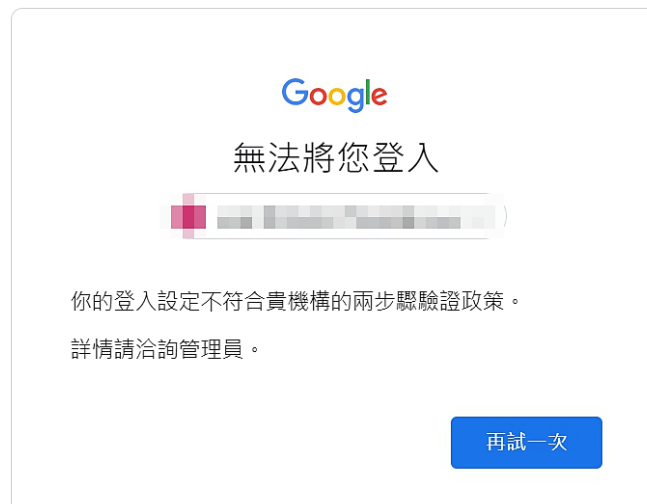 Google
無法將您登入
你的登入設定不符合貴機構的兩步驟驗證政策。
詳情請洽詢管理員。
再試一次